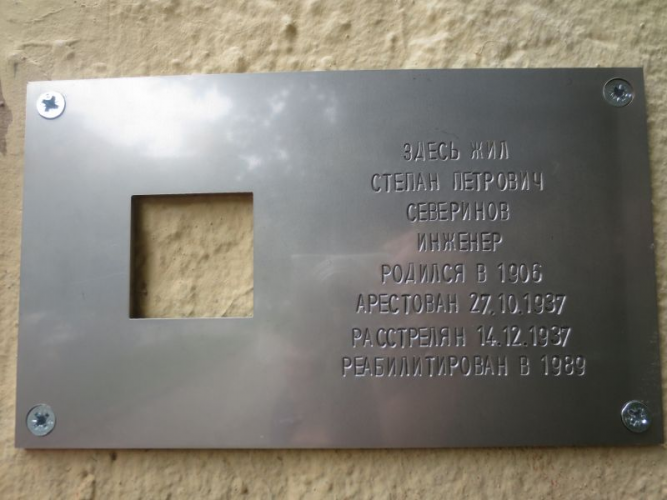 ЗДЕСЬ ЖИЛ
СТЕПАН ПЕТРОВИЧ
СЕВЕРИНОВ
ИНЖЕНЕР
РОДИЛСЯ В 1906
АРЕСТОВАН 27.10.1937
РАССТРЕЛЯН 14.12.1937
РЕАБИЛИТИРОВАН В 1989